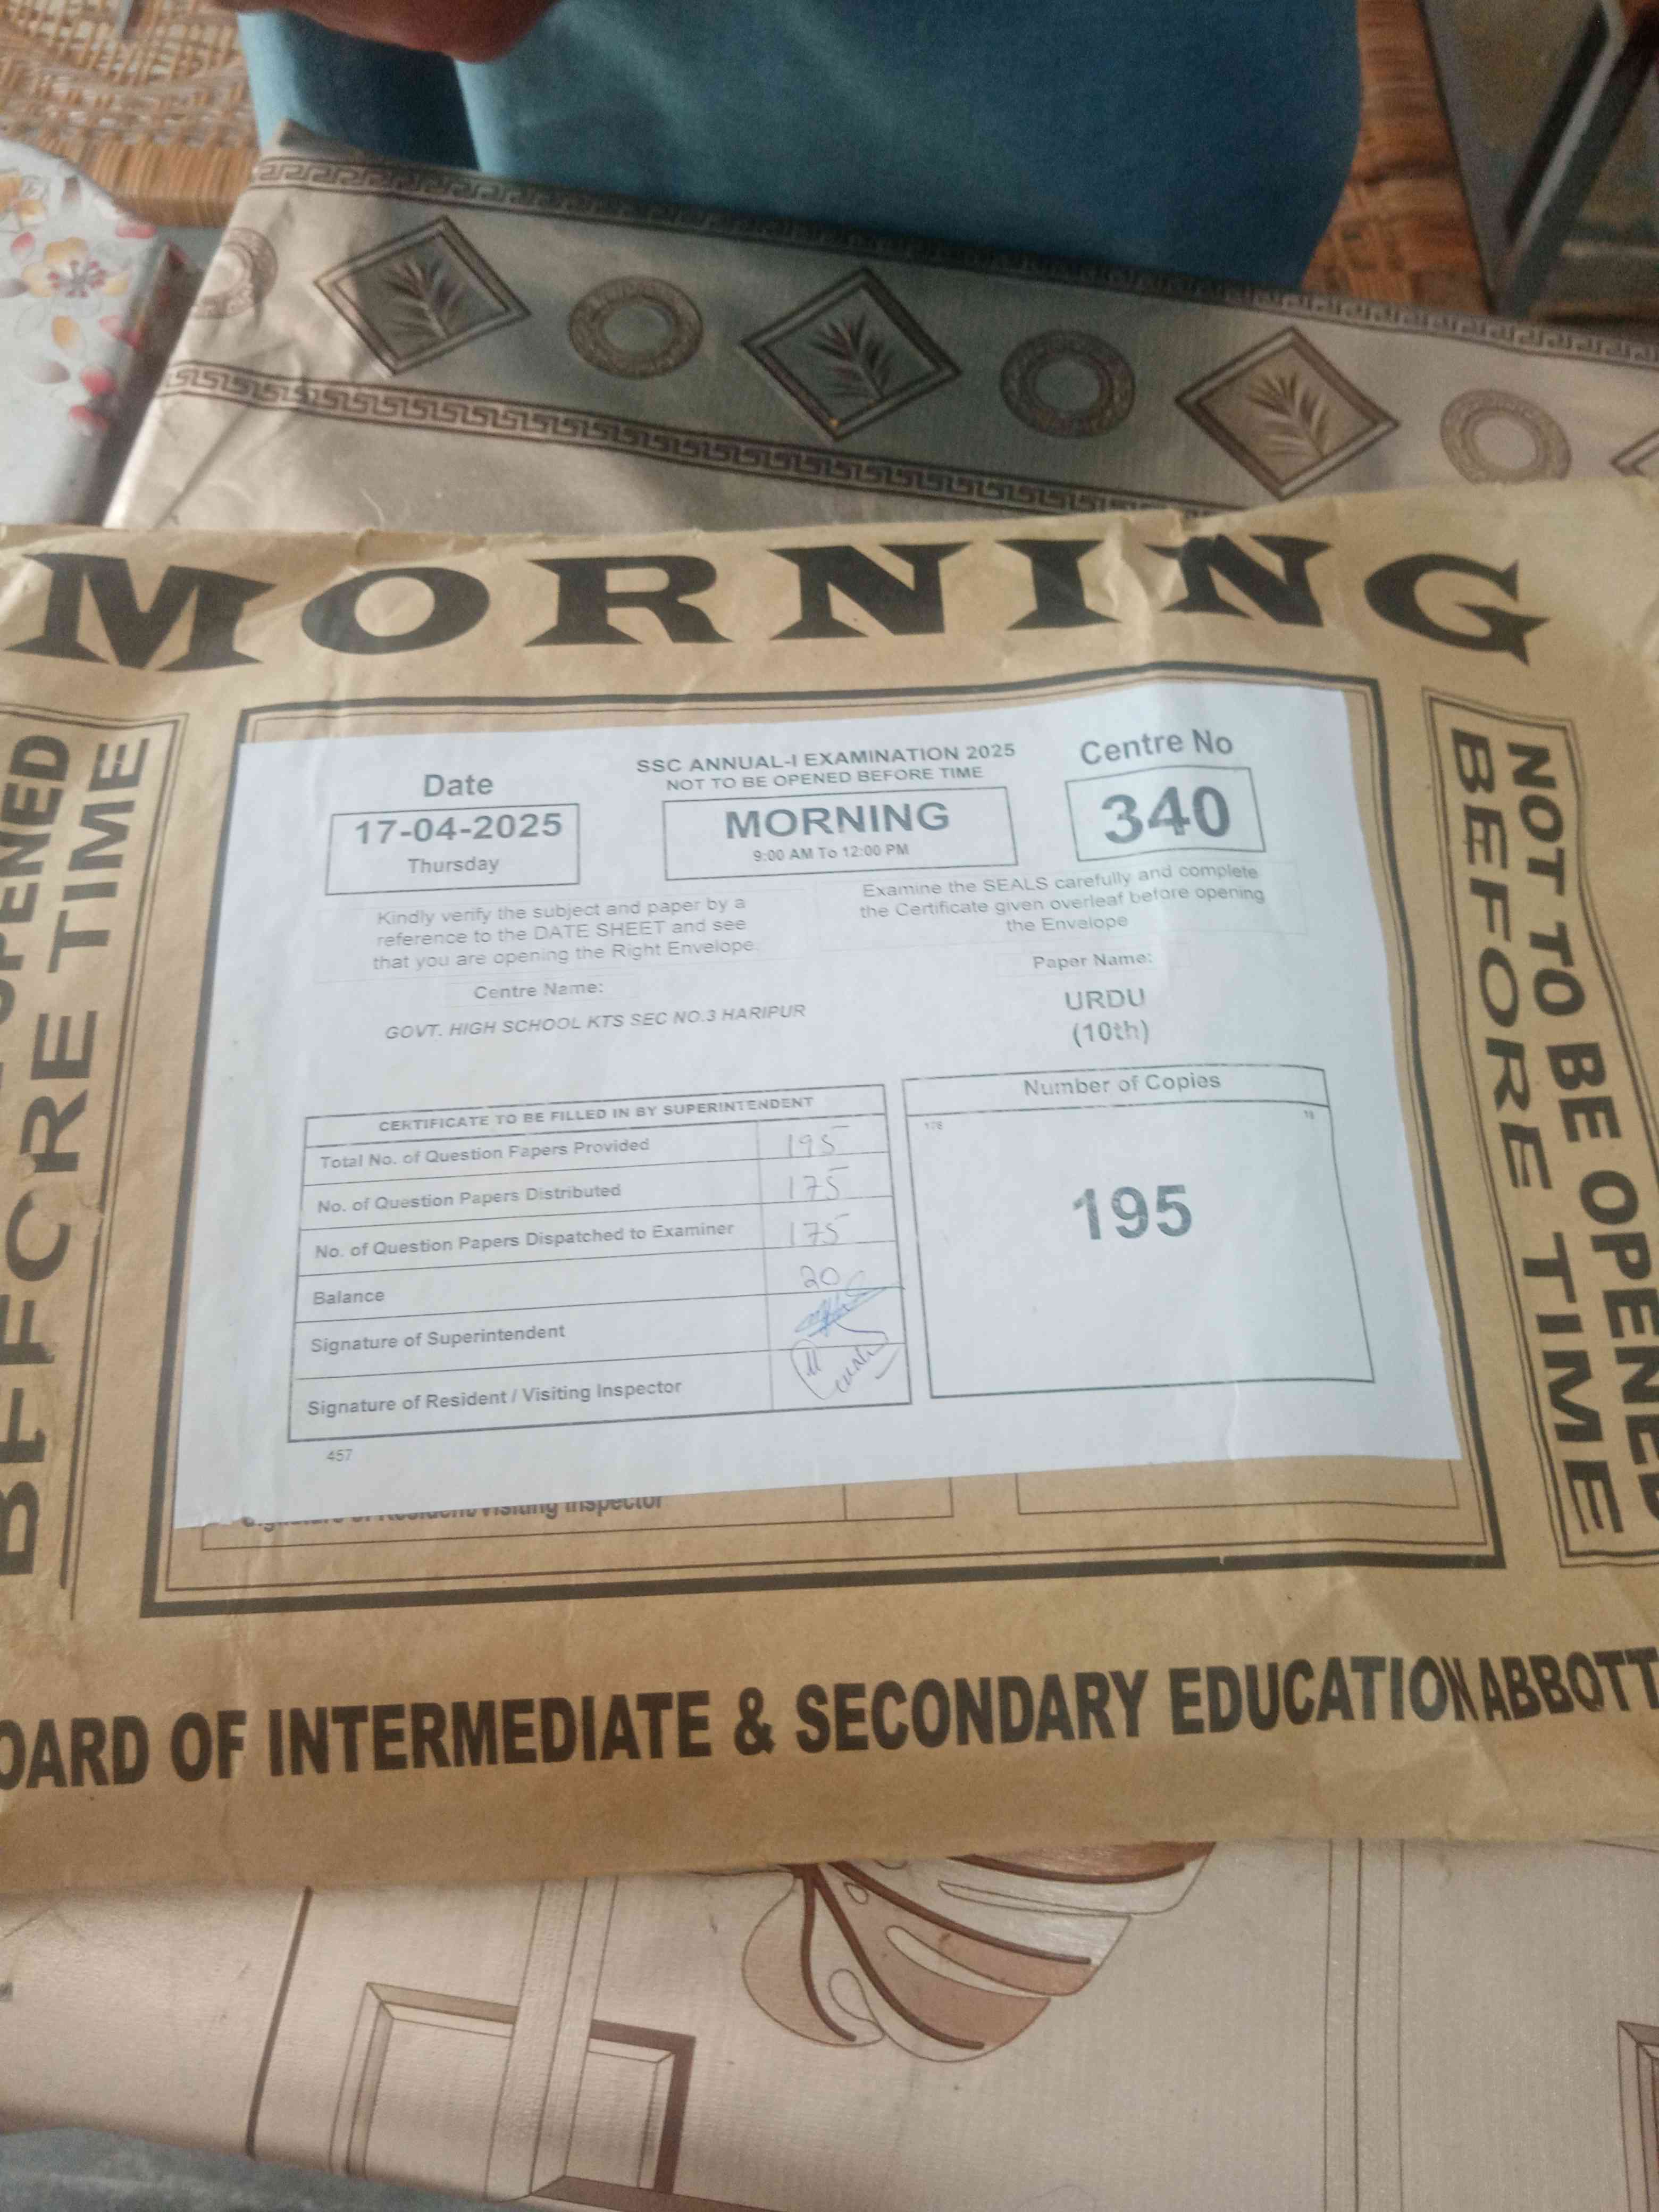 MORNING
OPENED
BEFORE TIME
NOT TO BE OPENED
BEFORE TIME
Date
17-04-2025
Thursday
SSC ANNUAL-I EXAMINATION 2025
NOT TO BE OPENED BEFORE TIME
MORNING
9:00 AM To 12:00 PM
Centre No
340
Kindly verify the subject and paper by a
reference to the DATE SHEET and see
that you are opening the Right Envelope.
Examine the SEALS carefully and complete
the Certificate given overleaf before opening
the Envelope
Centre Name:
GOVT. HIGH SCHOOL KTS SEC NO.3 HARIPUR
Paper Name:
URDU
(10th)
CERTIFICATE TO BE FILLED IN BY SUPERINTENDENT
Total No. of Question Papers Provided 195
No. of Question Papers Distributed 175
No. of Question Papers Dispatched to Examiner 175
Balance 20
Signature of Superintendent
Signature of Resident / Visiting Inspector
Number of Copies
178
195
457
Signature of Resident Visiting Inspector
OARD OF INTERMEDIATE & SECONDARY EDUCATION ABBOTT